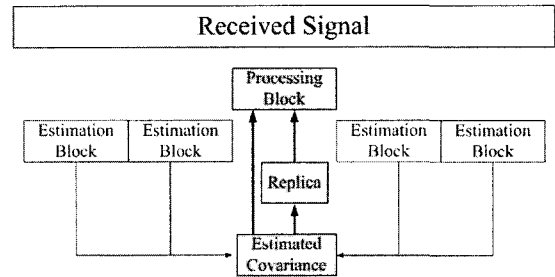 Received Signal
Processing
Block
Estimation
Block
Estimation
Block
Estimation
Block
Estimation
Block
Replica
Estimated
Covariance